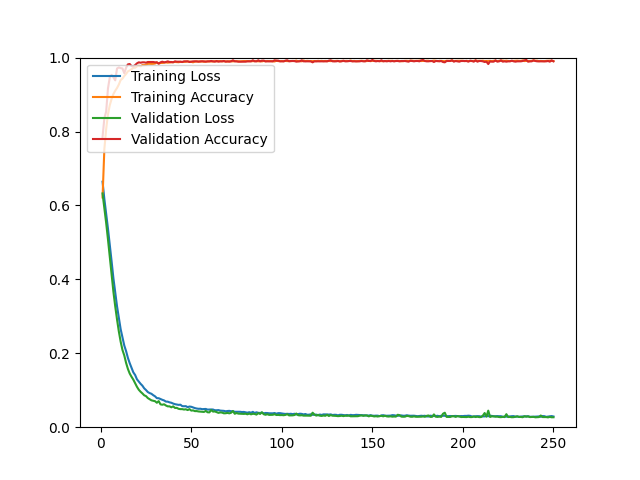 1.0
0.8
0.6
0.4
0.2
0.0
Training Loss
Training Accuracy
Validation Loss
Validation Accuracy
0 50 100 150 200 250